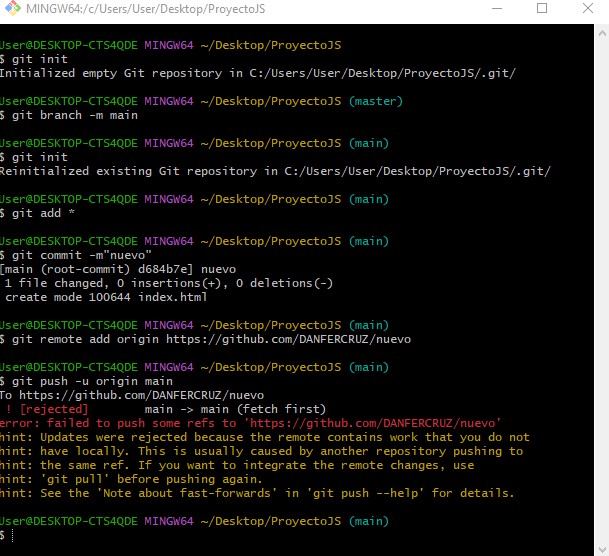 MINGW64:/c/Users/User/Desktop/ProyectoJS
User@DESKTOP-CTS4QDE MINGW64 ~/Desktop/ProyectoJS
$ git init
Initialized empty Git repository in C:/Users/User/Desktop/ProyectoJS/.git/
User@DESKTOP-CTS4QDE MINGW64 ~/Desktop/ProyectoJS (master)
$ git branch -m main
User@DESKTOP-CTS4QDE MINGW64 ~/Desktop/ProyectoJS (main)
$ git init
Reinitialized existing Git repository in C:/Users/User/Desktop/ProyectoJS/.git/
User@DESKTOP-CTS4QDE MINGW64 ~/Desktop/ProyectoJS (main)
$ git add *
User@DESKTOP-CTS4QDE MINGW64 ~/Desktop/ProyectoJS (main)
$ git commit -m"nuevo"
[main (root-commit) d684b7e] nuevo
1 file changed, 0 insertions(+), 0 deletions(-)
create mode 100644 index.html
User@DESKTOP-CTS4QDE MINGW64 ~/Desktop/ProyectoJS (main)
$ git remote add origin https://github.com/DANFERCRUZ/nuevo
User@DESKTOP-CTS4QDE MINGW64 ~/Desktop/ProyectoJS (main)
$ git push -u origin main
To https://github.com/DANFERCRUZ/nuevo
! [rejected] main -> main (fetch first)
error: failed to push some refs to 'https://github.com/DANFERCRUZ/nuevo'
hint: Updates were rejected because the remote contains work that you do not
hint: have locally. This is usually caused by another repository pushing to
hint: the same ref. If you want to integrate the remote changes, use
hint: 'git pull' before pushing again.
hint: See the 'Note about fast-forwards' in 'git push --help' for details.
User@DESKTOP-CTS4QDE MINGW64 ~/Desktop/ProyectoJS (main)
$